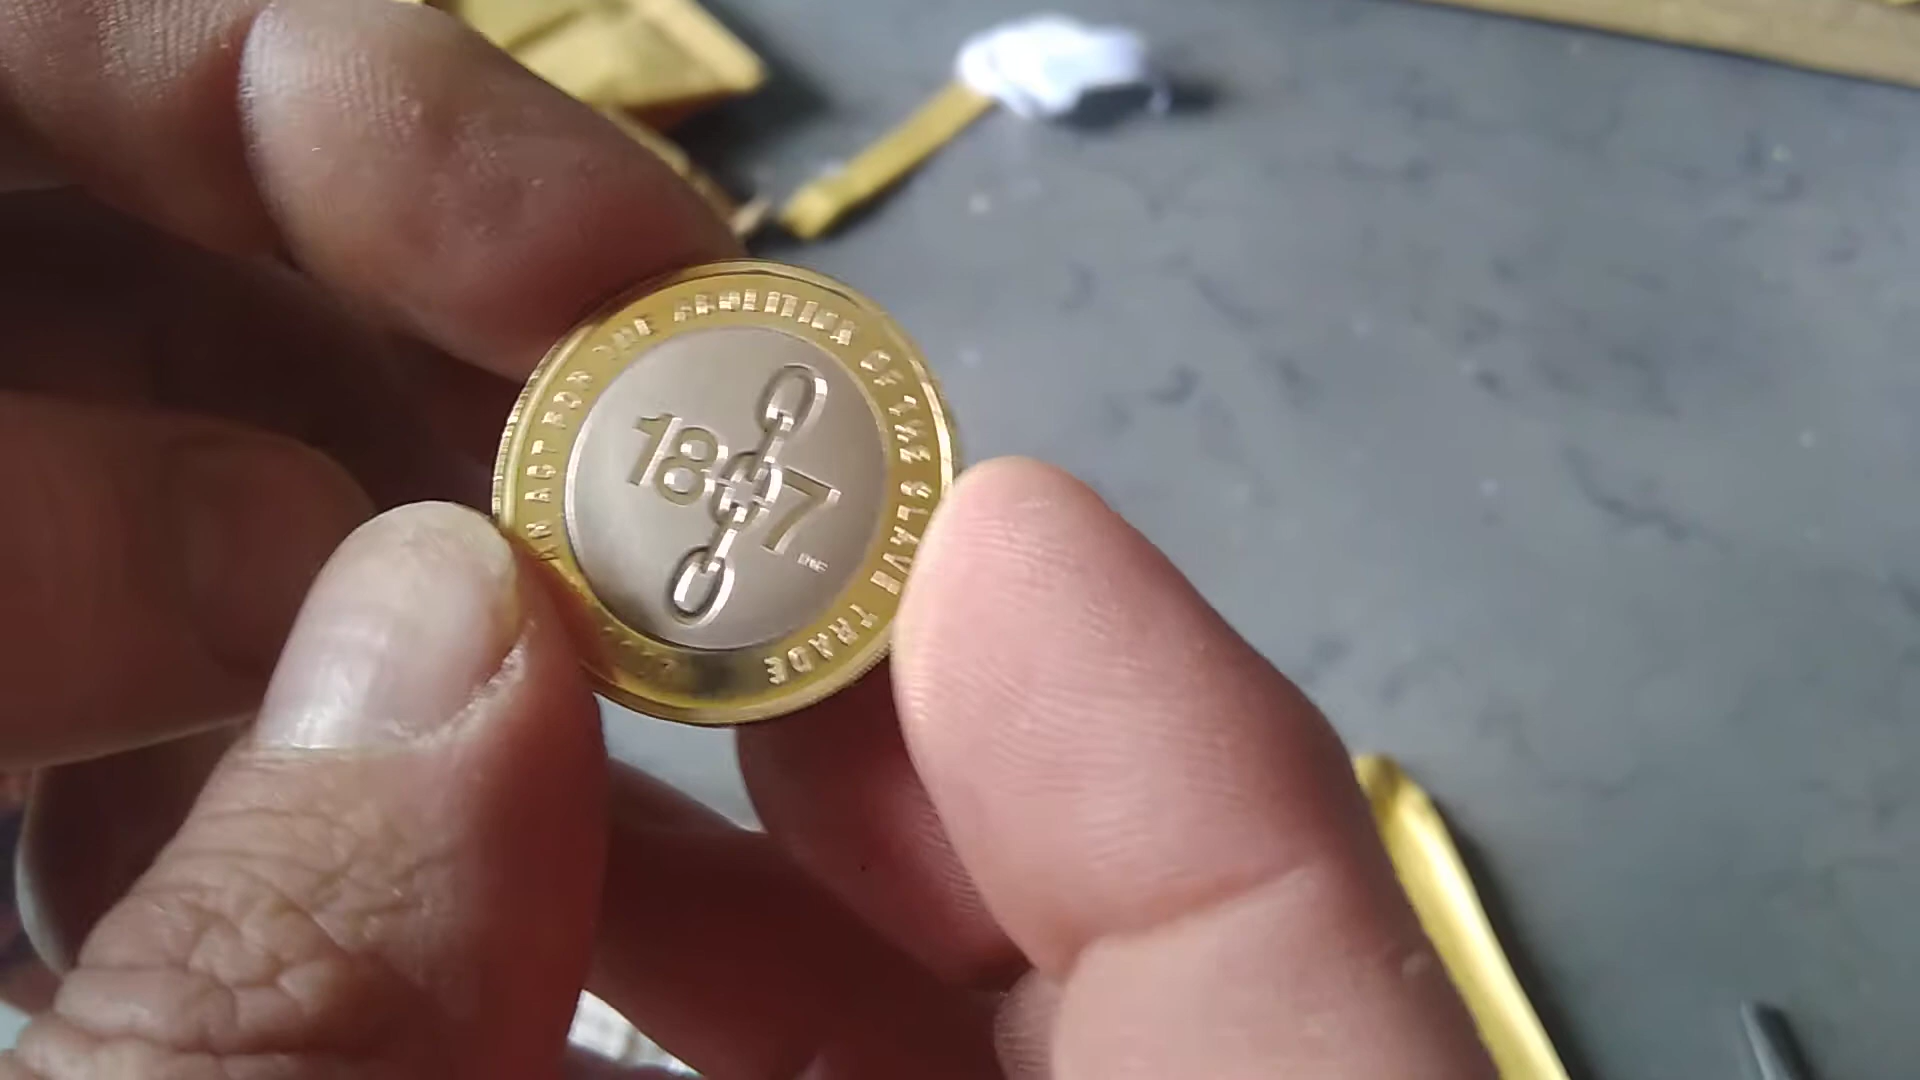 AN ACT FOR THE ABOLITION OF THE SLAVE TRADE
1807